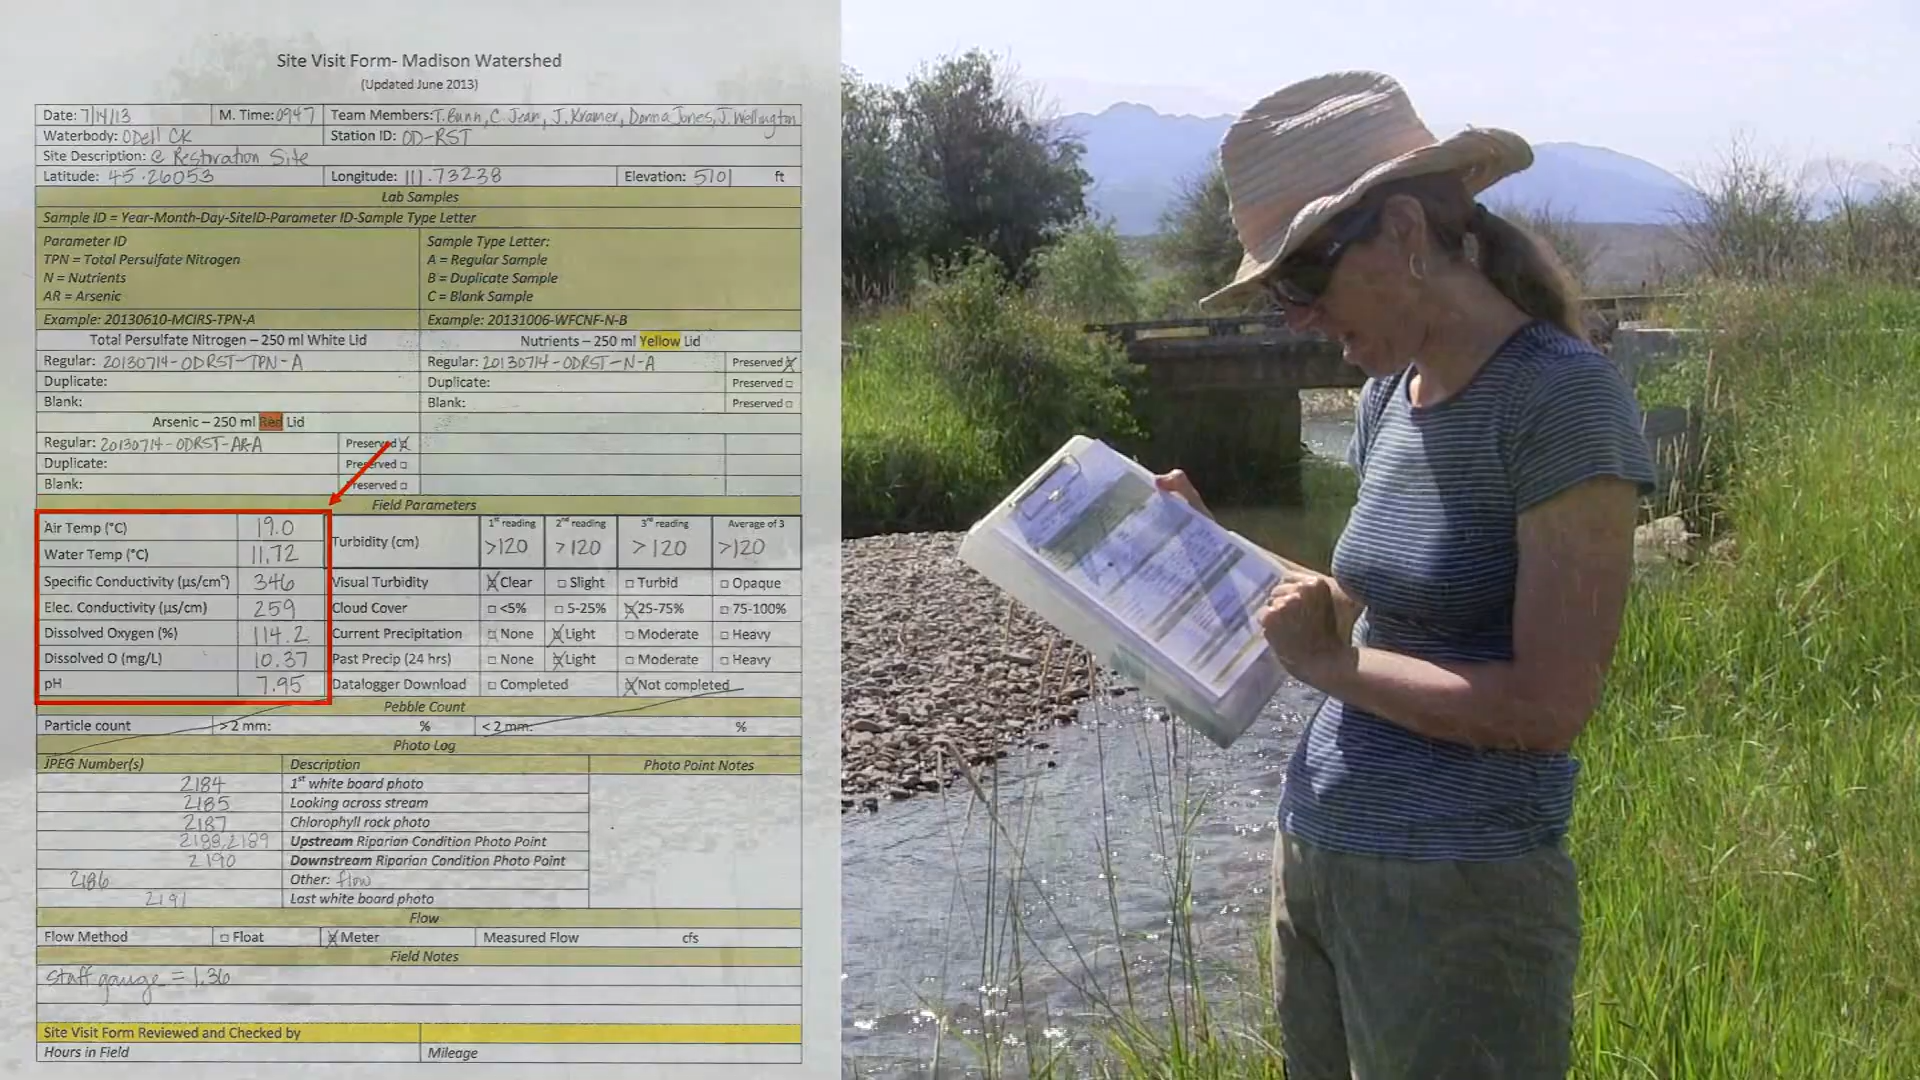 Site Visit Form- Madison Watershed
(Updated June 2013)
Date: 7/14/13 M. Time: 0947 Team Members: T. Bunn, C Jean, J. Kramer, Donna Jones, J. Wellington
Waterbody: ODell CK Station ID: OD-RST
Site Description: @ Restoration Site
Latitude: 45.26053 Longitude: 111.73238 Elevation: 5101 ft
Lab Samples
Sample ID = Year-Month-Day-SiteID-Parameter ID-Sample Type Letter
Parameter ID Sample Type Letter:
TPN = Total Persulfate Nitrogen A = Regular Sample
N = Nutrients B = Duplicate Sample
AR = Arsenic C = Blank Sample
Example: 20130610-MCIRS-TPN-A Example: 20131006-WFCNF-N-B
Total Persulfate Nitrogen – 250 ml White Lid Nutrients – 250 ml Yellow Lid
Regular: 20130714-ODRST-TPN-A Regular: 20130714-ODRST-N-A Preserved
Duplicate: Duplicate: Preserved
Blank: Blank: Preserved
Arsenic – 250 ml Red Lid
Regular: 20130714-ODRST-AR-A Preserved
Duplicate: Preserved
Blank: Preserved
Field Parameters
Air Temp (°C) 19.0 Turbidity (cm) 1st reading 2nd reading 3rd reading Average of 3
Water Temp (°C) 11.72 >120 >120 >120 >120
Specific Conductivity (µs/cm°) 346 Visual Turbidity Clear Slight Turbid Opaque
Elec. Conductivity (µs/cm) 259 Cloud Cover <5% 5-25% 25-75% 75-100%
Dissolved Oxygen (%) 114.2 Current Precipitation None Light Moderate Heavy
Dissolved O (mg/L) 10.37 Past Precip (24 hrs) None Light Moderate Heavy
pH 7.95 Datalogger Download Completed Not completed
Pebble Count
Particle count >2 mm: % <2 mm: %
Photo Log
JPEG Number(s) Description Photo Point Notes
2184 1st white board photo
2185 Looking across stream
2187 Chlorophyll rock photo
2188, 2189 Upstream Riparian Condition Photo Point
2190 Downstream Riparian Condition Photo Point
2186 Other: flow
2191 Last white board photo
Flow
Flow Method Float Meter Measured Flow cfs
Field Notes
staff gauge = 1.36
Site Visit Form Reviewed and Checked by
Hours in Field Mileage